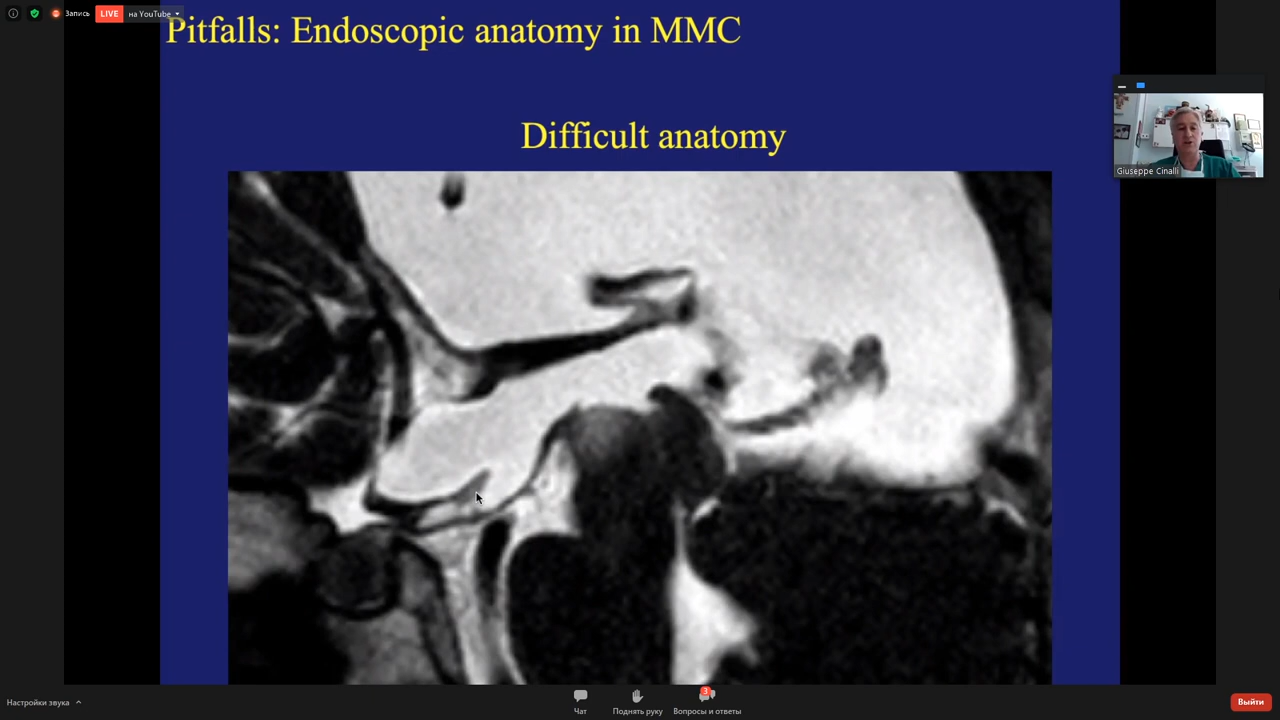 Запись
LIVE
на YouTube
Pitfalls: Endoscopic anatomy in MMC
Difficult anatomy
Giuseppe Cinalli
Настройки звука
Чат
Поднять руку
3
Вопросы и ответы
Выйти